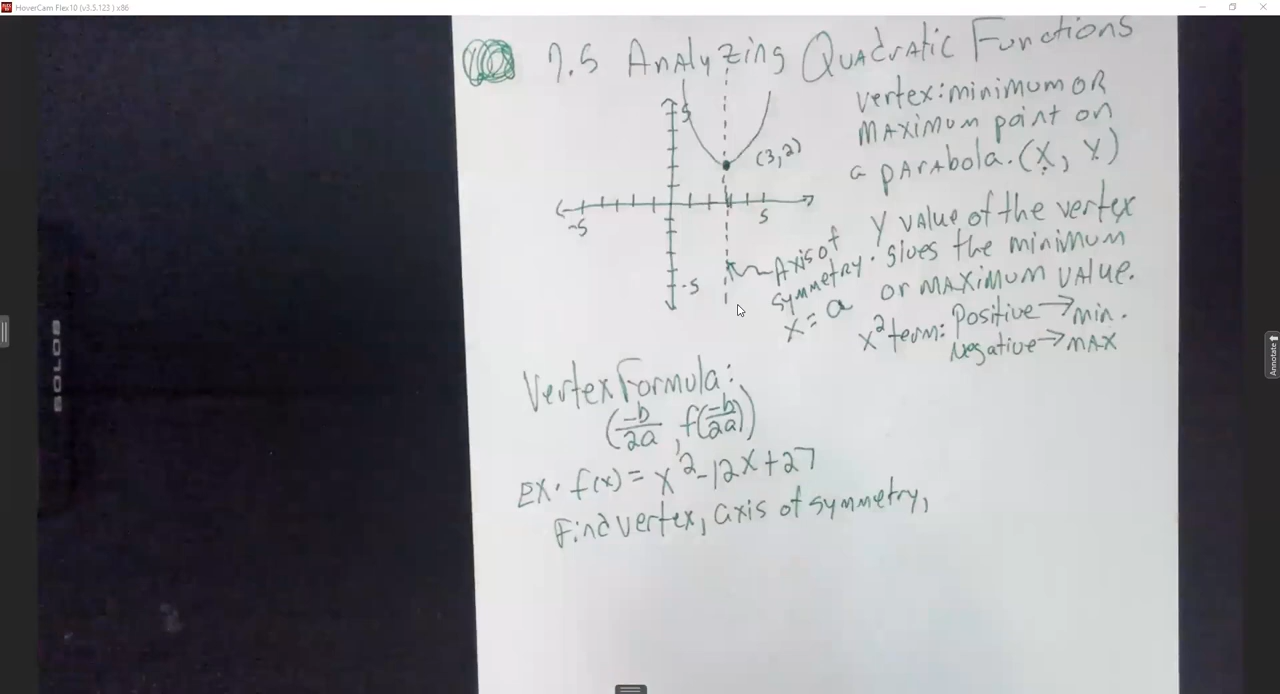 HoverCam Flex10 (v3.5.123 ) x86
7.5 Analyzing Quadratic Functions
vertex: minimum OR
maximum point on
a parabola. (x, y)
5
(3,2)
-5
5
-5
Axis of
symmetry.
x = a
Y value of the vertex
gives the minimum
or maximum value.
x² term: Positive → min.
Negative → max
Vertex Formula:
(-b/2a, f(-b/2a))
Ex. f(x) = x² - 12x + 27
Find vertex, axis of symmetry,
SOLO8
Annotate